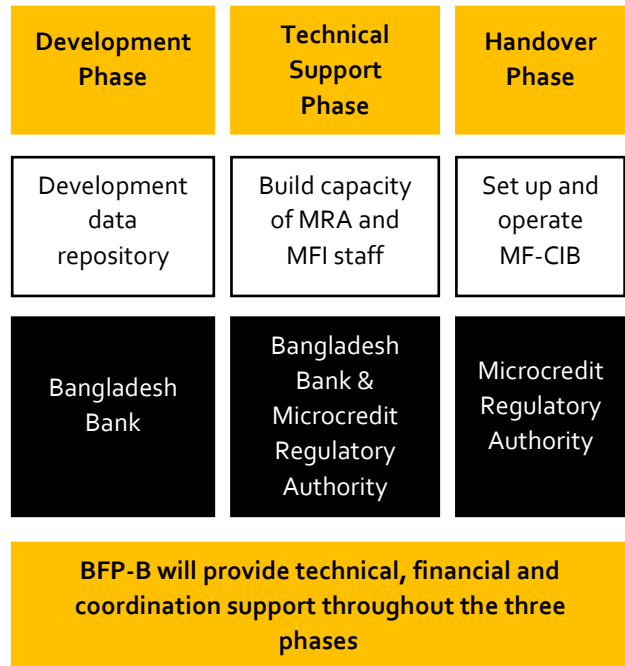 Development
Phase
Technical
Support
Phase
Handover
Phase
Development
data
repository
Build capacity
of MRA and
MFI staff
Set up and
operate
MF-CIB
Bangladesh
Bank
Bangladesh
Bank &
Microcredit
Regulatory
Authority
Microcredit
Regulatory
Authority
BFP-B will provide technical, financial and
coordination support throughout the three
phases